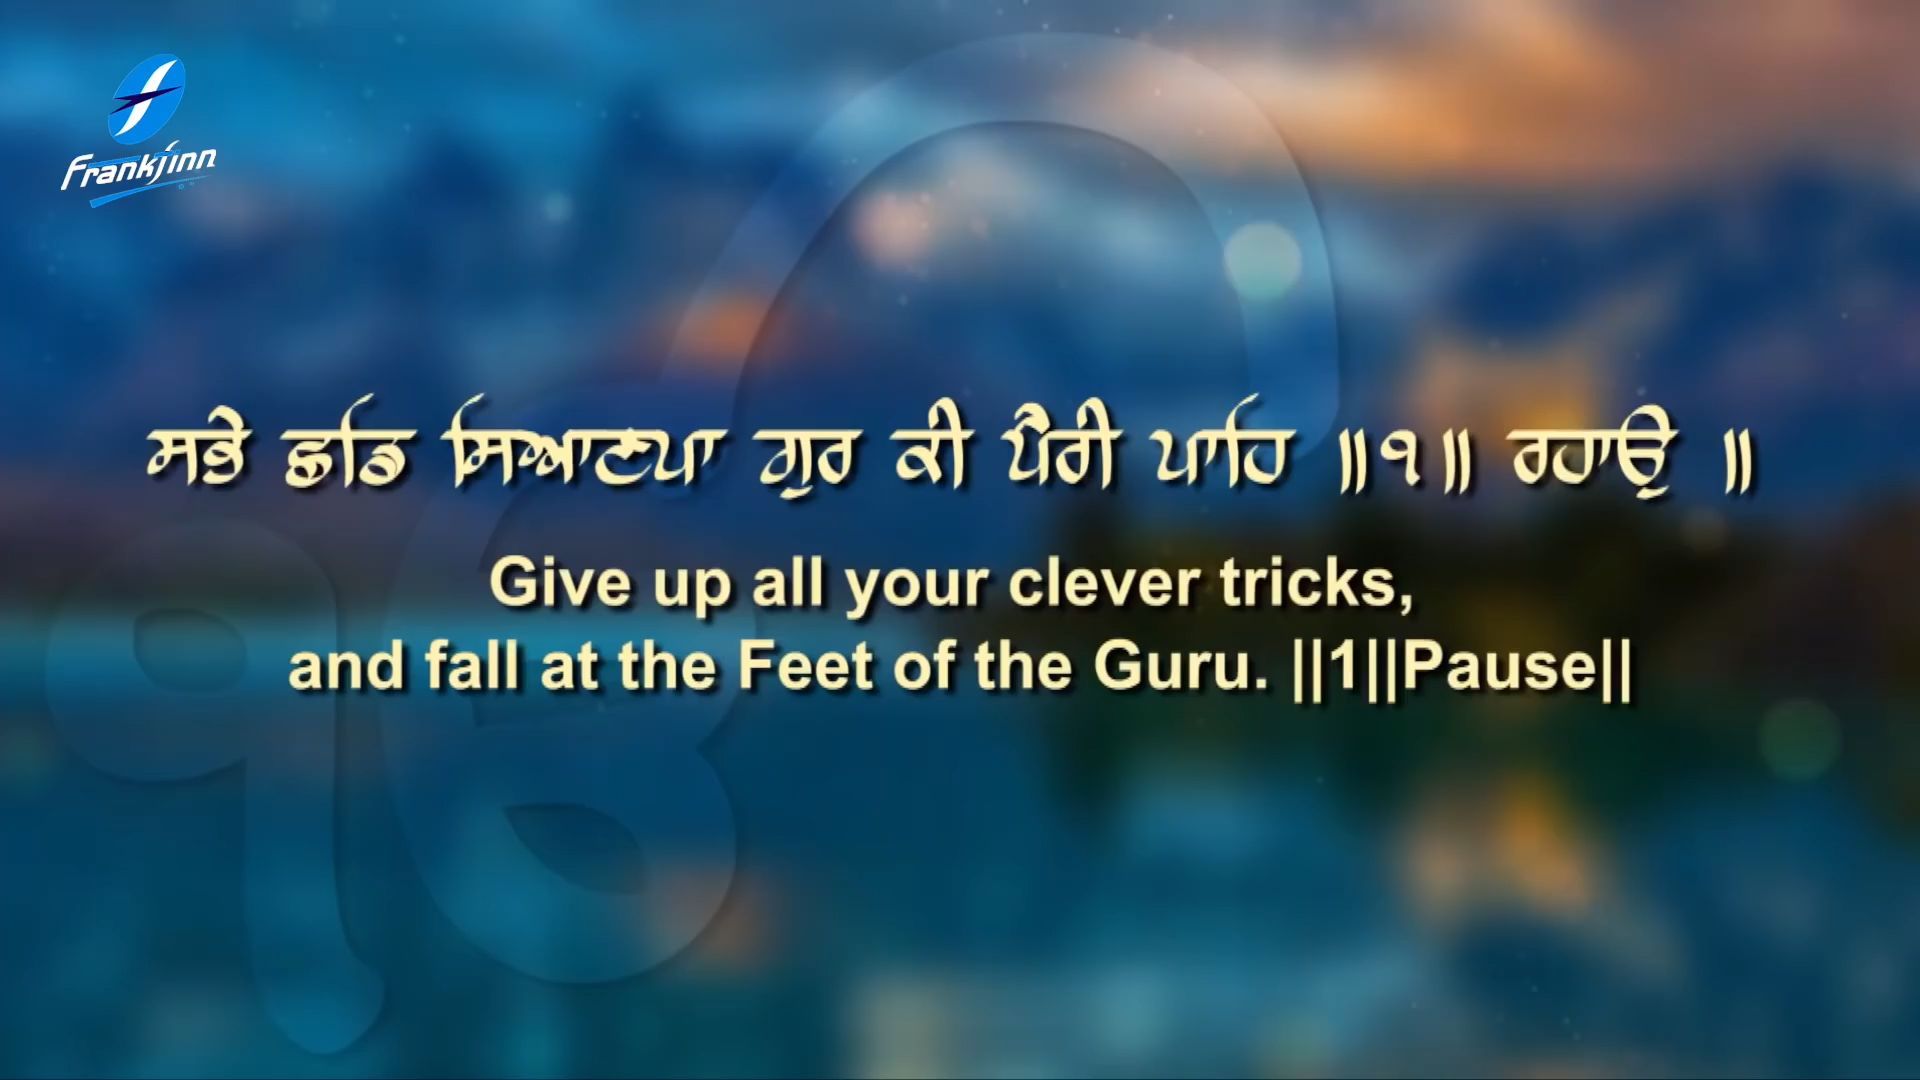 Frankfinn
ਸਭੇ ਛਡਿ ਸਿਆਣਪਾ ਗੁਰ ਕੀ ਪੈਰੀ ਪਾਹਿ ॥੧॥ ਰਹਾਉ ॥
Give up all your clever tricks,
and fall at the Feet of the Guru. ||1||Pause||